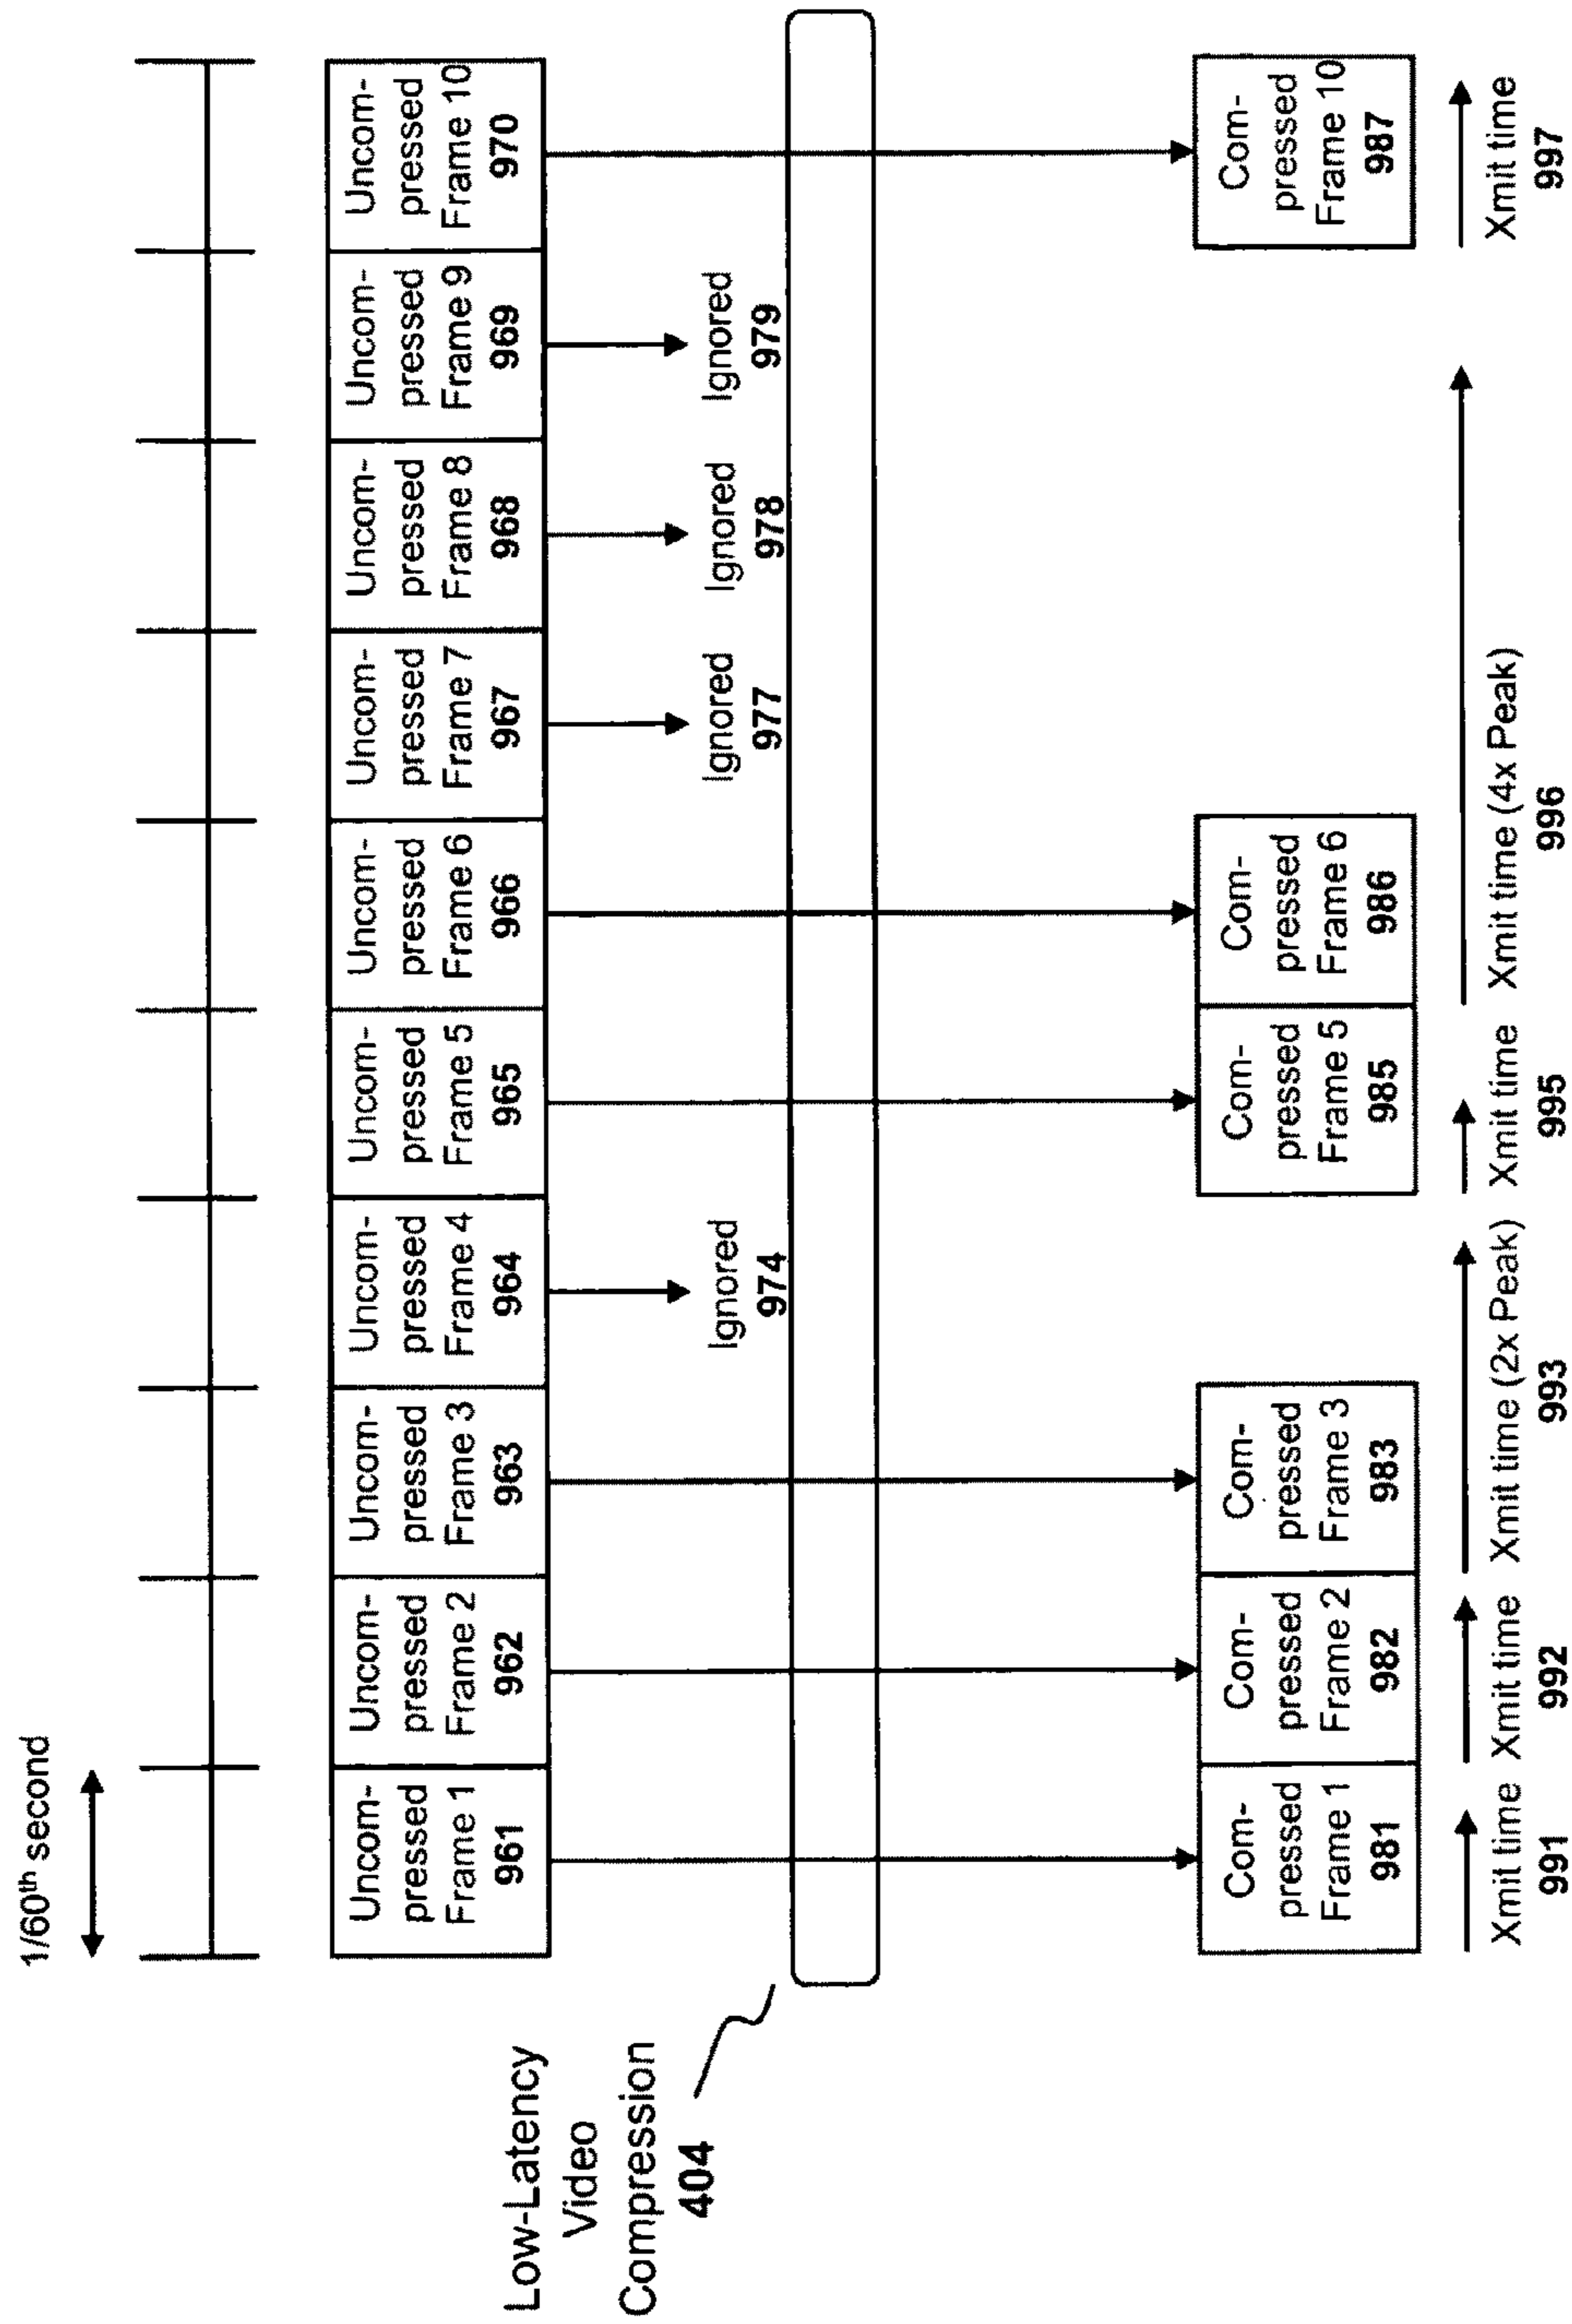 1/60th second
Uncom-
pressed
Frame 1
961
Uncom-
pressed
Frame 2
962
Uncom-
pressed
Frame 3
963
Uncom-
pressed
Frame 4
964
Uncom-
pressed
Frame 5
965
Uncom-
pressed
Frame 6
966
Uncom-
pressed
Frame 7
967
Uncom-
pressed
Frame 8
968
Uncom-
pressed
Frame 9
969
Uncom-
pressed
Frame 10
970
Ignored
974
Ignored
977
Ignored
978
Ignored
979
Low-Latency
Video
Compression
404
Com-
pressed
Frame 1
981
Com-
pressed
Frame 2
982
Com-
pressed
Frame 3
983
Com-
pressed
Frame 5
985
Com-
pressed
Frame 6
986
Com-
pressed
Frame 10
987
Xmit time
991
Xmit time
992
Xmit time (2x Peak)
993
Xmit time
995
Xmit time (4x Peak)
996
Xmit time
997